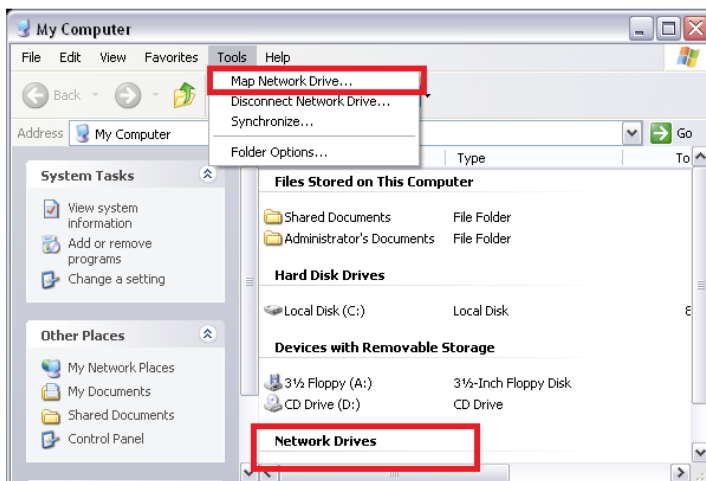 My Computer
File Edit View Favorites Tools Help
Back
Map Network Drive...
Disconnect Network Drive...
Synchronize...
Folder Options...
Address My Computer Go
Type To
System Tasks
View system
information
Add or remove
programs
Change a setting
Other Places
My Network Places
My Documents
Shared Documents
Control Panel
Files Stored on This Computer
Shared Documents File Folder
Administrator's Documents File Folder
Hard Disk Drives
Local Disk (C:) Local Disk
Devices with Removable Storage
3½ Floppy (A:) 3½-Inch Floppy Disk
CD Drive (D:) CD Drive
Network Drives